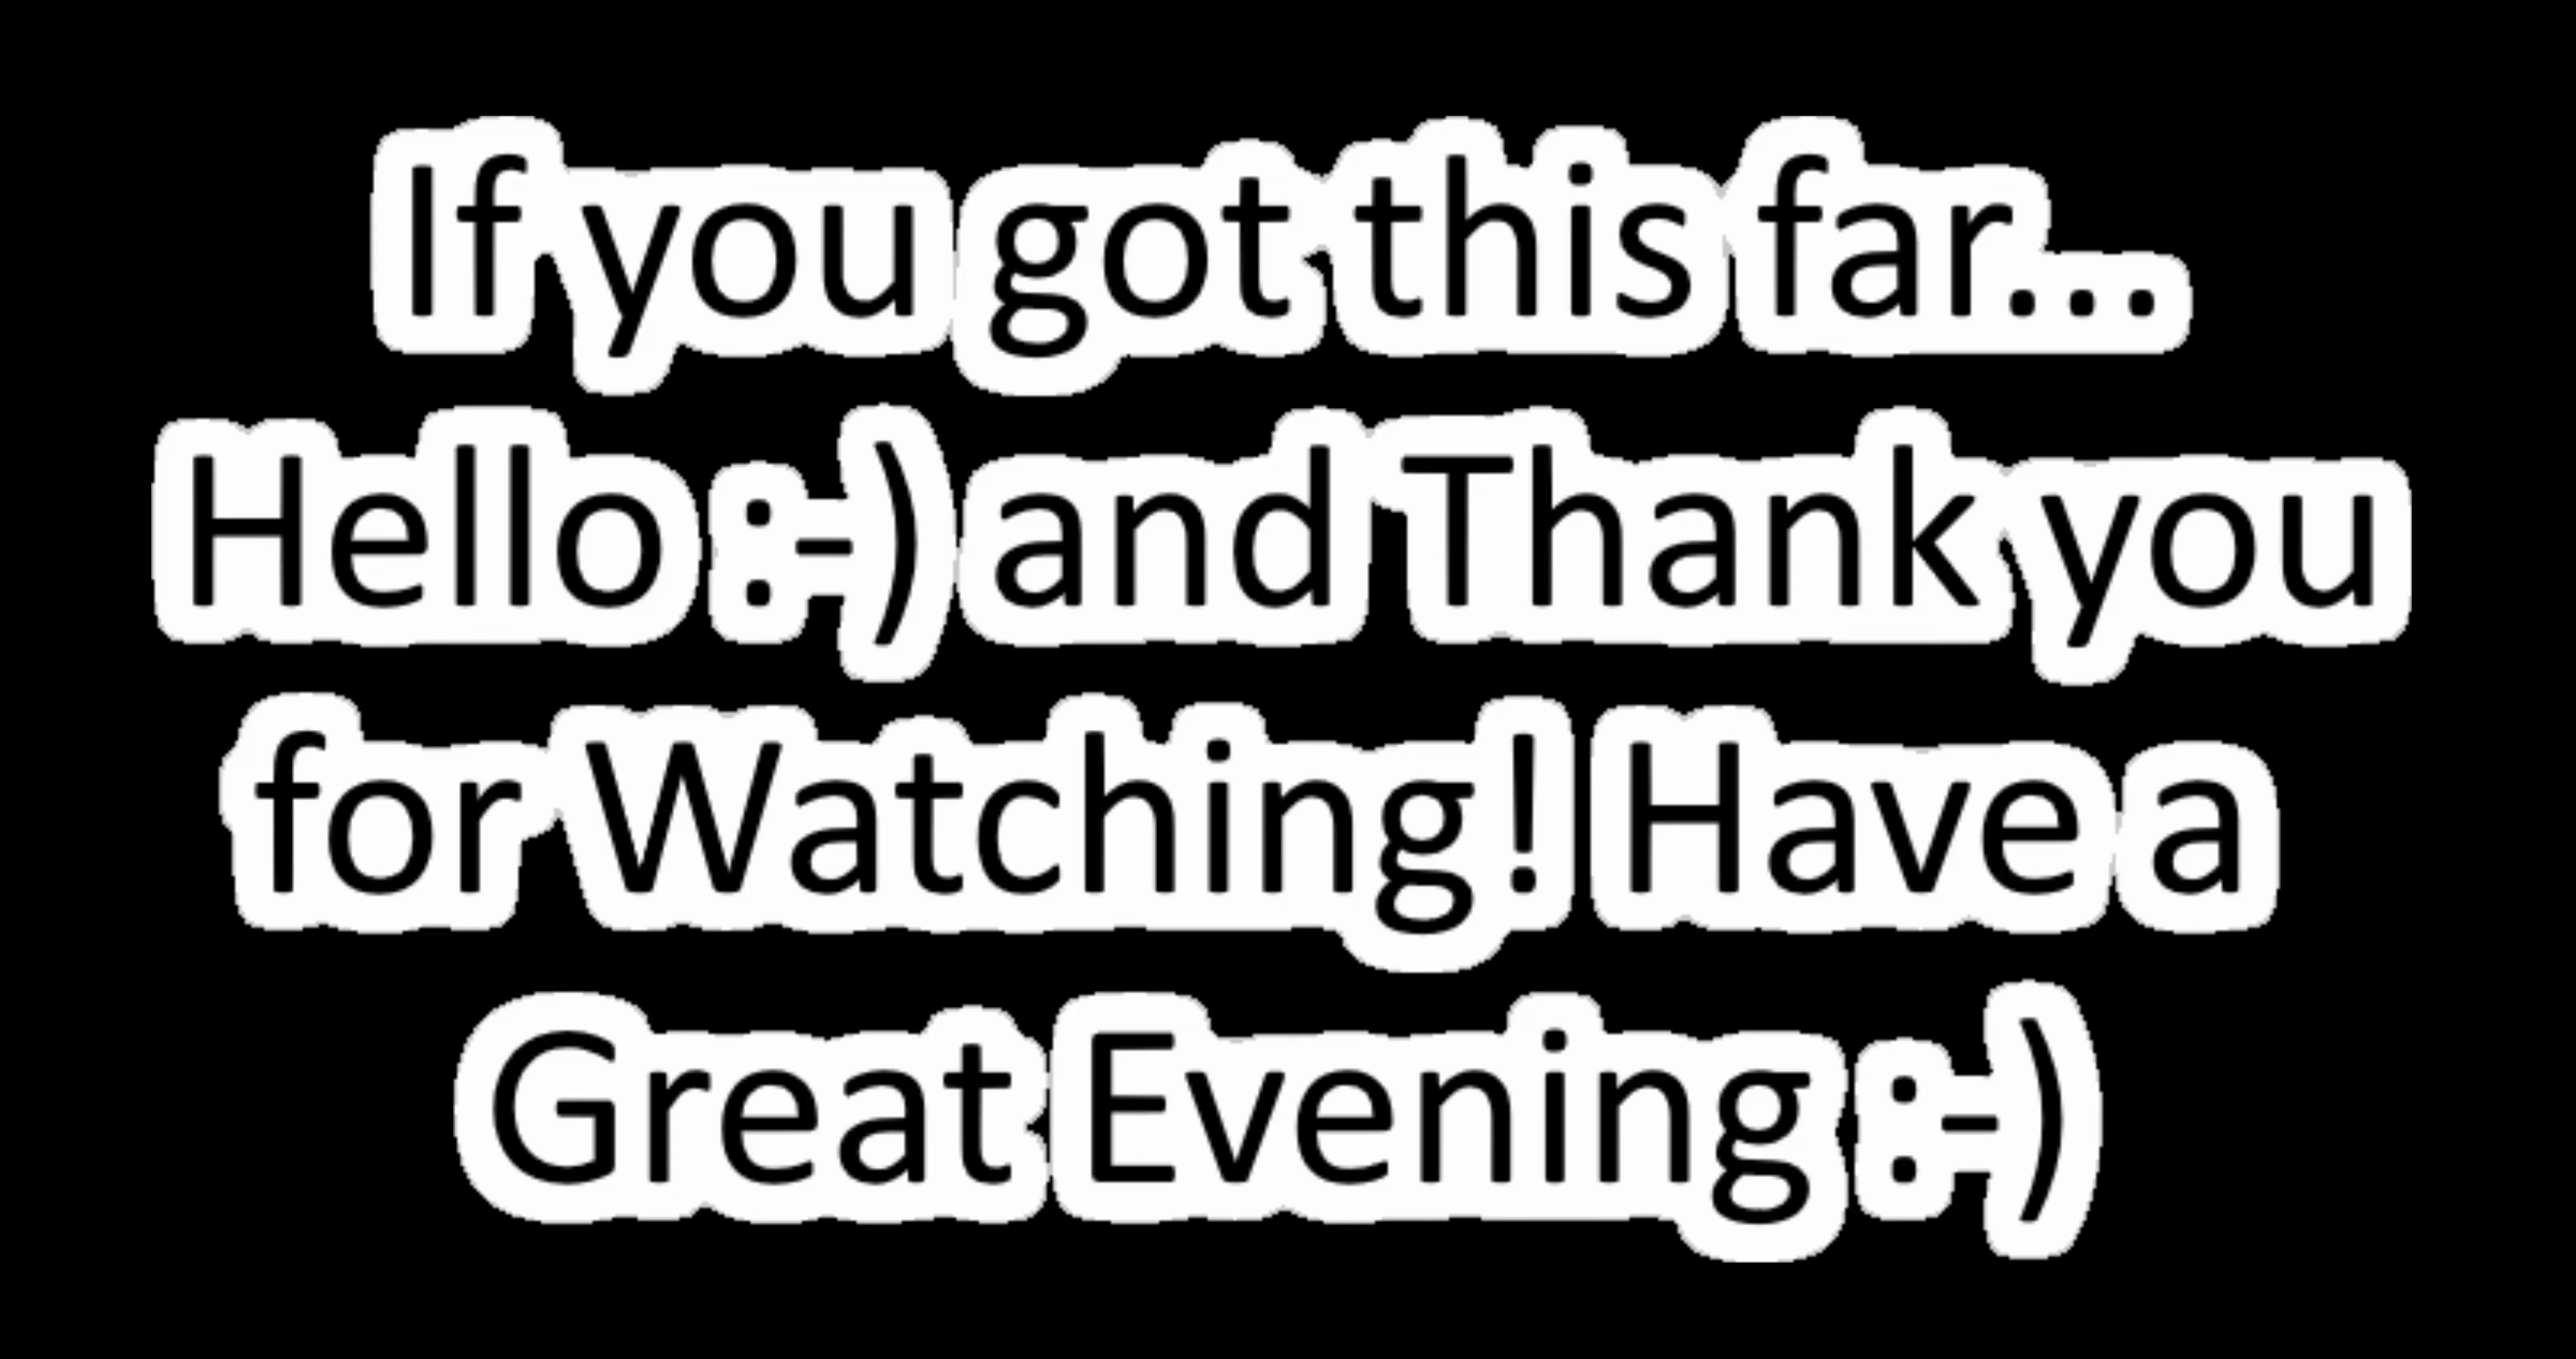 If you got this far...
Hello :-) and Thank you
for Watching! Have a
Great Evening :-)